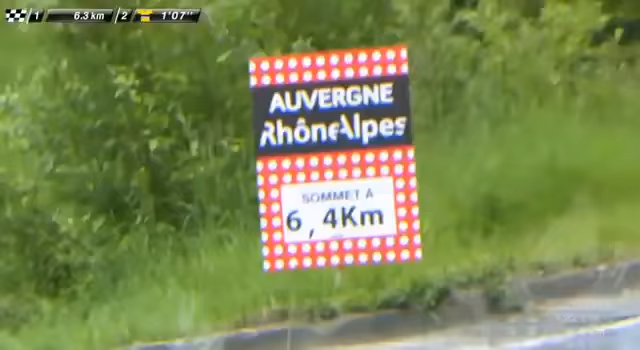 1 6.3 km 2 1'07"
AUVERGNE
RhôneAlpes
SOMMET À
6,4Km